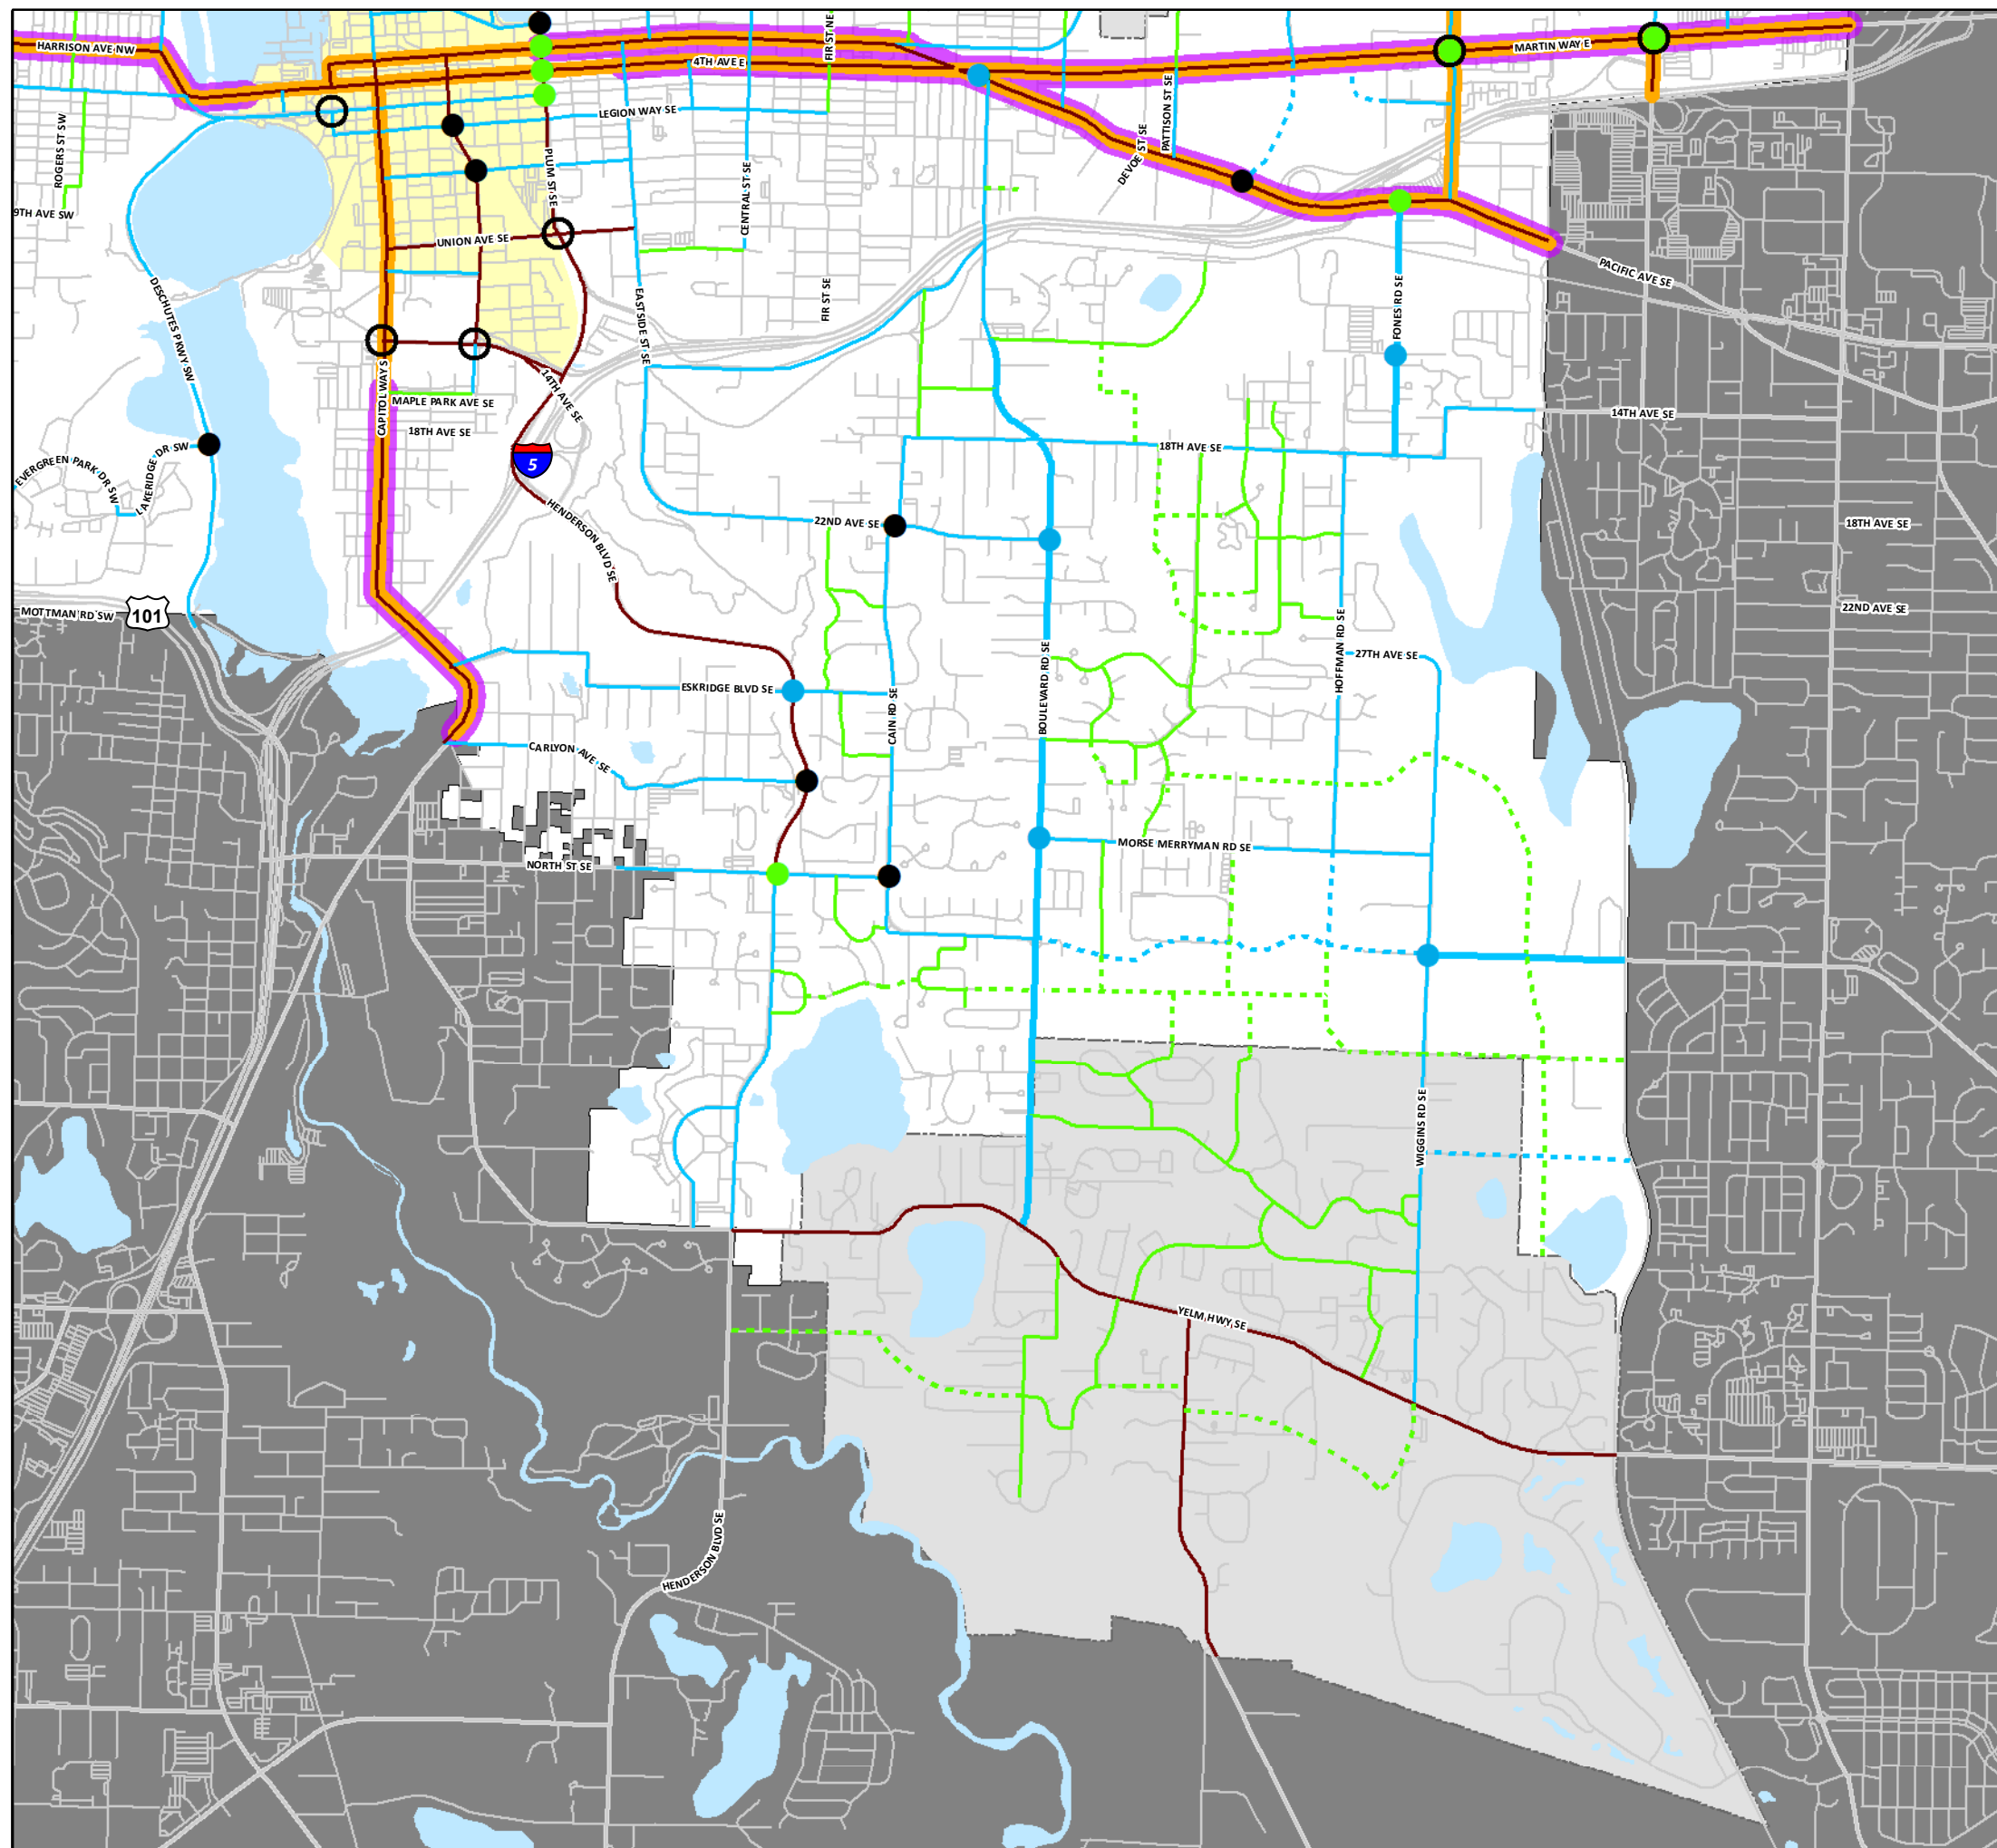 HARRISON AVE NW
4TH AVE E
FIR ST NE
MARTIN WAY E
ROGERS ST SW
LEGION WAY SE
PLUM ST SE
CENTRAL ST SE
PATTISON ST SE
DEVOE ST SE
9TH AVE SW
UNION AVE SE
PACIFIC AVE SE
DESCHUTES PKWY SW
EASTSIDE ST SE
FIR ST SE
FONES RD SE
CAPITOL WAY S
14TH AVE SE
MAPLE PARK AVE SE
18TH AVE SE
14TH AVE SE
18TH AVE SE
5
EVERGREEN PARK DR SW
LAKERIDGE DR SW
HENDERSON BLVD SE
22ND AVE SE
18TH AVE SE
MOTTMAN RD SW
101
22ND AVE SE
HOFFMAN RD SE
27TH AVE SE
ESKRIDGE BLVD SE
CAIN RD SE
BOULEVARD RD SE
CARLYON AVE SE
MORSE MERRYMAN RD SE
NORTH ST SE
WIGGINS RD SE
YELM HWY SE
HENDERSON BLVD SE